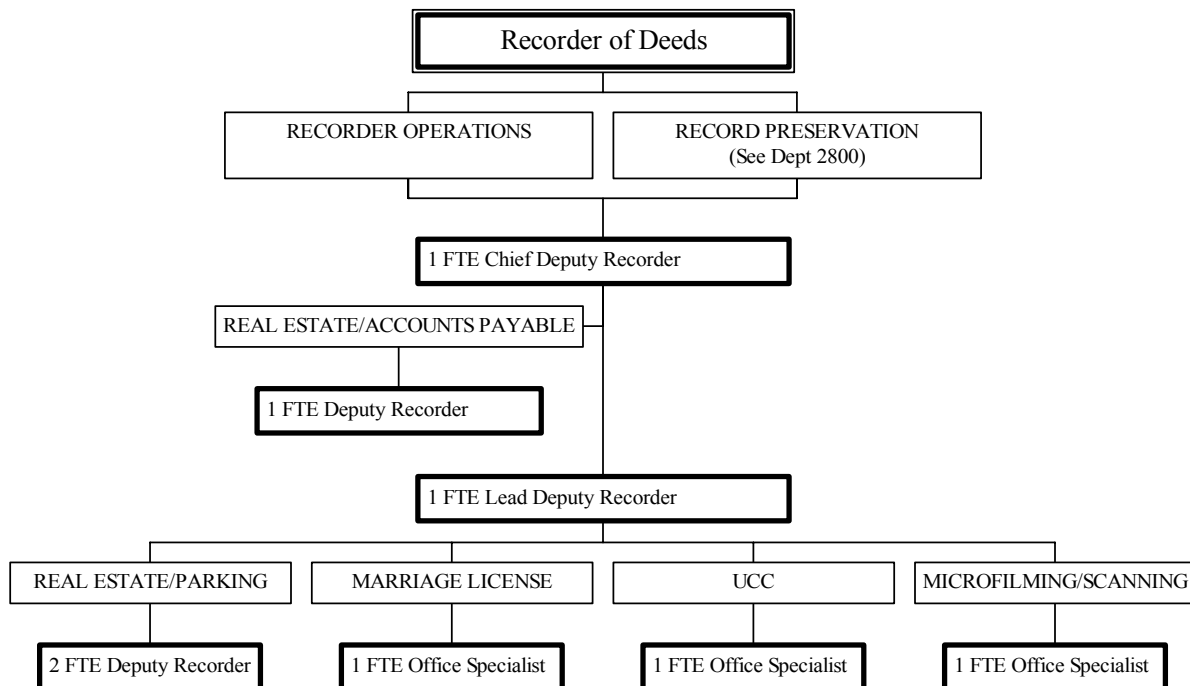 Recorder of Deeds
RECORDER OPERATIONS
RECORD PRESERVATION
(See Dept 2800)
1 FTE Chief Deputy Recorder
REAL ESTATE/ACCOUNTS PAYABLE
1 FTE Deputy Recorder
1 FTE Lead Deputy Recorder
REAL ESTATE/PARKING
MARRIAGE LICENSE
UCC
MICROFILMING/SCANNING
2 FTE Deputy Recorder
1 FTE Office Specialist
1 FTE Office Specialist
1 FTE Office Specialist